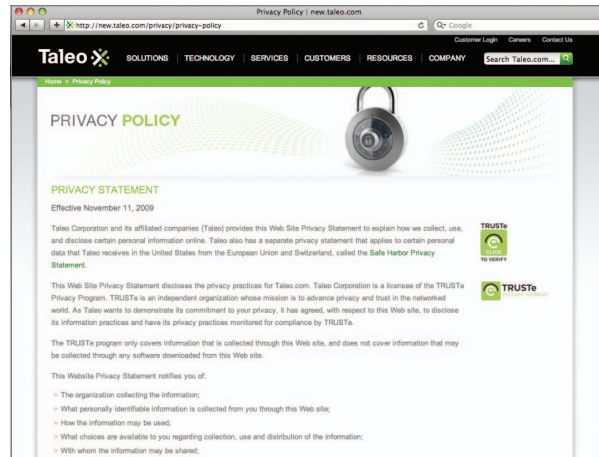 Privacy Policy | new.taleo.com
http://new.taleo.com/privacy/privacy-policy
Google
Customer Login Careers Contact Us
Taleo
SOLUTIONS | TECHNOLOGY | SERVICES | CUSTOMERS | RESOURCES | COMPANY
Search Taleo.com...
Home > Privacy Policy
PRIVACY POLICY
PRIVACY STATEMENT
Effective November 11, 2009
Taleo Corporation and its affiliated companies (Taleo) provides this Web Site Privacy Statement to explain how we collect, use,
and disclose certain personal information online. Taleo also has a separate privacy statement that applies to certain personal
data that Taleo receives in the United States from the European Union and Switzerland, called the Safe Harbor Privacy
Statement.
TRUSTe
CLICK
TO VERIFY
This Web Site Privacy Statement discloses the privacy practices for Taleo.com. Taleo Corporation is a licensee of the TRUSTe
Privacy Program. TRUSTe is an independent organization whose mission is to advance privacy and trust in the networked
world. As Taleo wants to demonstrate its commitment to your privacy, it has agreed, with respect to this Web site, to disclose
its information practices and have its privacy practices monitored for compliance by TRUSTe.
TRUSTe
EU SAFE HARBOR
The TRUSTe program only covers information that is collected through this Web site, and does not cover information that may
be collected through any software downloaded from this Web site.
This Website Privacy Statement notifies you of:
» The organization collecting the information;
» What personally identifiable information is collected from you through this Web site;
» How the information may be used;
» What choices are available to you regarding collection, use and distribution of the information;
» With whom the information may be shared;